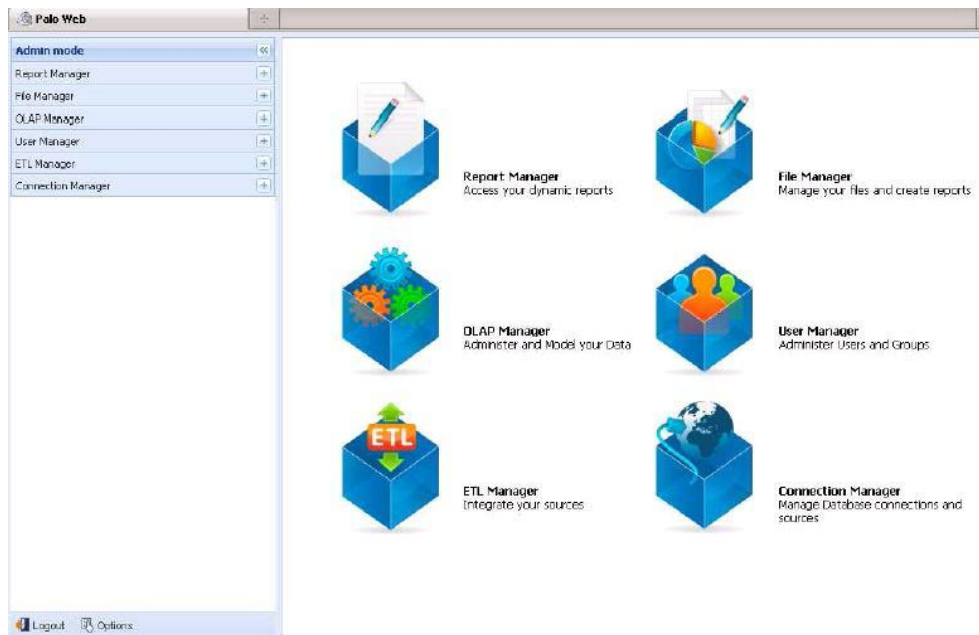 Palo Web
Admin mode
Report Manager
File Manager
OLAP Manager
User Manager
ETL Manager
Connection Manager
Report Manager
Access your dynamic reports
File Manager
Manage your files and create reports
OLAP Manager
Administer and Model your Data
User Manager
Administer Users and Groups
ETL
ETL Manager
Integrate your sources
Connection Manager
Manage Database connections and
sources
Logout Options